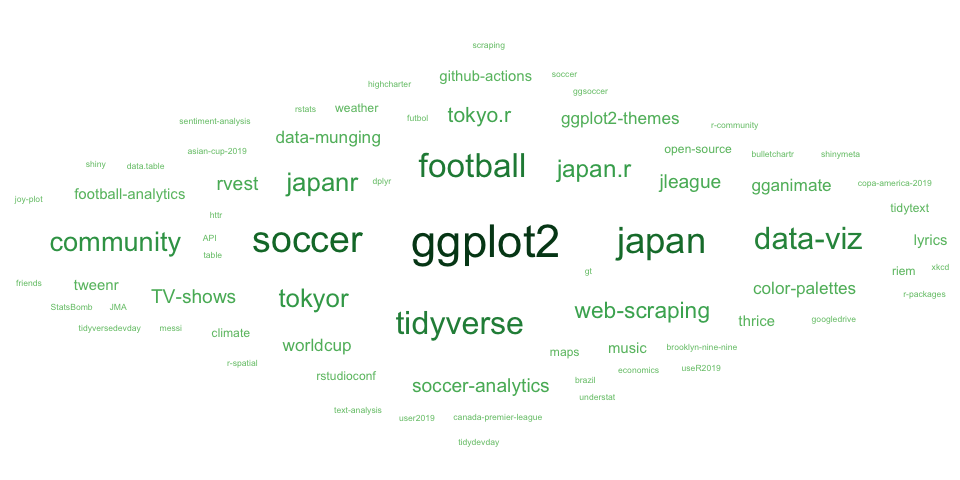 scraping
github-actions
soccer
highcharter
ggsoccer
rstats
weather
tokyo.r
futbol
ggplot2-themes
sentiment-analysis
r-community
data-munging
open-source
asian-cup-2019
bulletchartr
shinymeta
shiny
data.table
football
japan.r
rvest
japanr
dplyr
jleague
gganimate
copa-america-2019
football-analytics
joy-plot
tidytext
httr
community
API
soccer
ggplot2
japan
data-viz
lyrics
table
gt
riem
xkcd
friends
tweenr
color-palettes
TV-shows
tokyor
r-packages
StatsBomb
JMA
web-scraping
thrice
googledrive
tidyverse
tidyversedevday
messi
climate
worldcup
maps
music
brooklyn-nine-nine
r-spatial
rstudioconf
economics
useR2019
soccer-analytics
brazil
understat
text-analysis
user2019
canada-premier-league
tidydevday